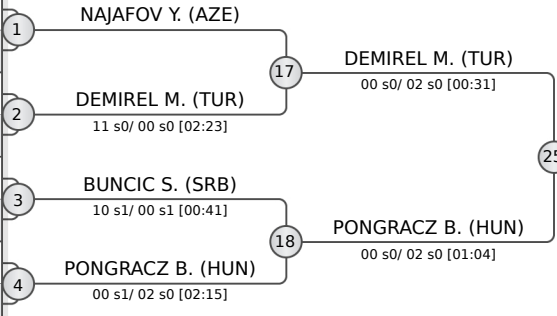 NAJAFOV Y. (AZE)
1
17
DEMIREL M. (TUR)
00 s0/ 02 s0 [00:31]
DEMIREL M. (TUR)
2
11 s0/ 00 s0 [02:23]
25
BUNCIC S. (SRB)
3
10 s1/ 00 s1 [00:41]
18
PONGRACZ B. (HUN)
00 s0/ 02 s0 [01:04]
PONGRACZ B. (HUN)
4
00 s1/ 02 s0 [02:15]